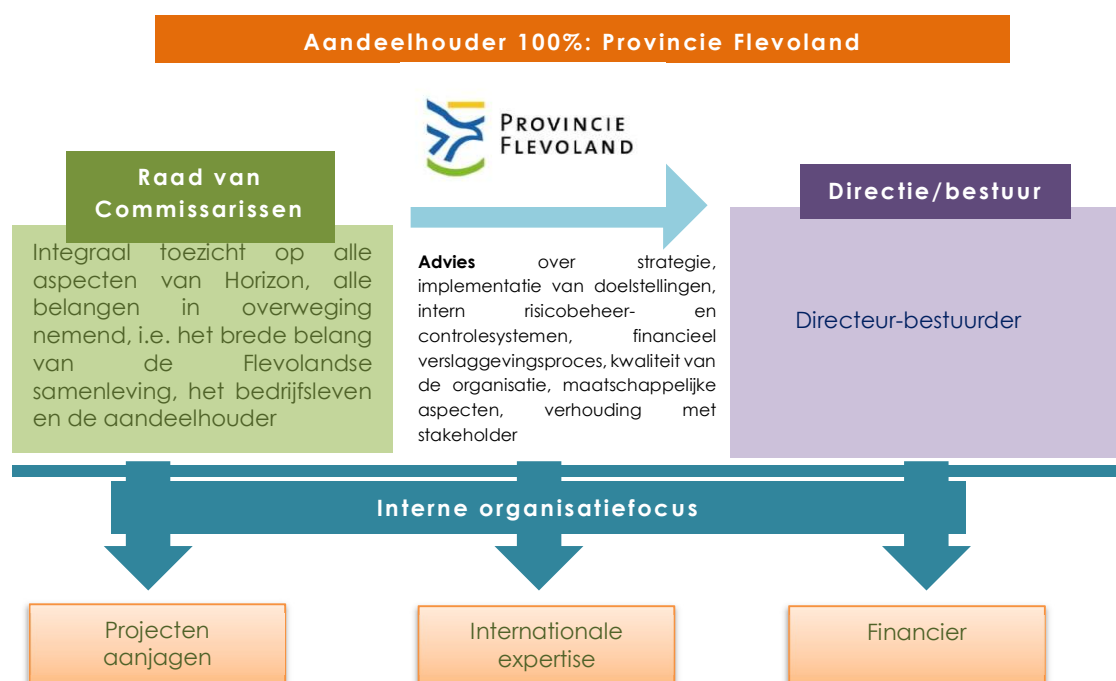 Aandeelhouder 100%: Provincie Flevoland
PROVINCIE
FLEVOLAND
Raad van
Commissarissen
Integraal toezicht op alle
aspecten van Horizon, alle
belangen in overweging
nemend, i.e. het brede belang
van de Flevolandse
samenleving, het bedrijfsleven
en de aandeelhouder
Advies over strategie,
implementatie van doelstellingen,
intern risicobeheer- en
controlesystemen, financieel
verslaggevingsproces, kwaliteit van
de organisatie, maatschappelijke
aspecten, verhouding met
stakeholder
Directie/bestuur
Directeur-bestuurder
Interne organisatiefocus
Projecten
aanjagen
Internationale
expertise
Financier